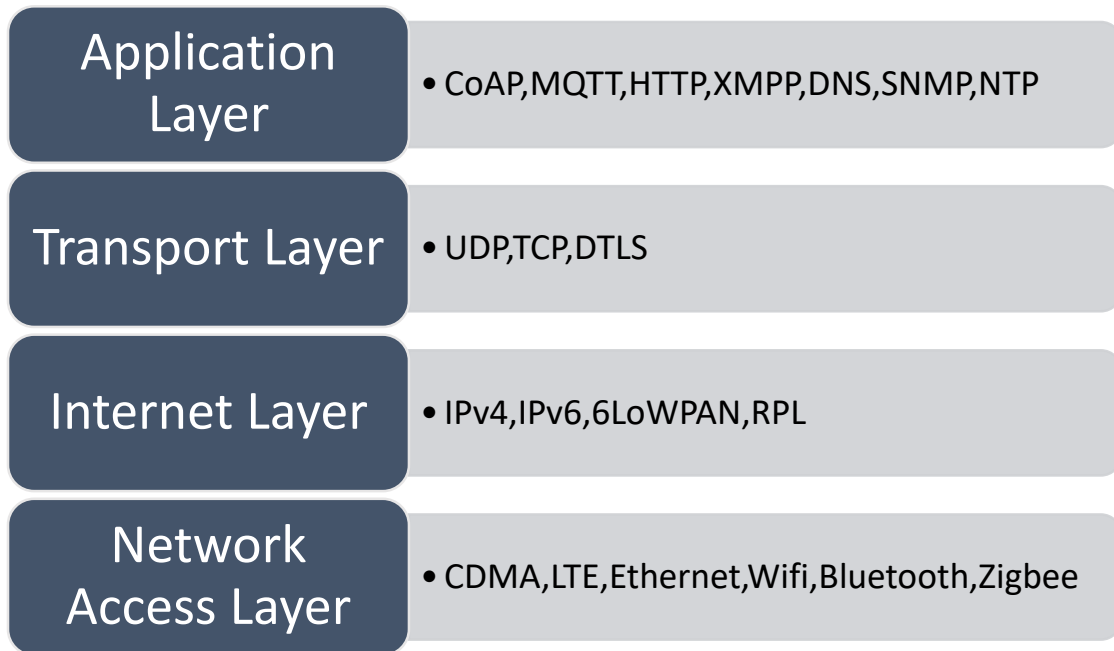 Application
Layer
• CoAP,MQTT,HTTP,XMPP,DNS,SNMP,NTP
Transport Layer
• UDP,TCP,DTLS
Internet Layer
• IPv4,IPv6,6LoWPAN,RPL
Network
Access Layer
• CDMA,LTE,Ethernet,Wifi,Bluetooth,Zigbee